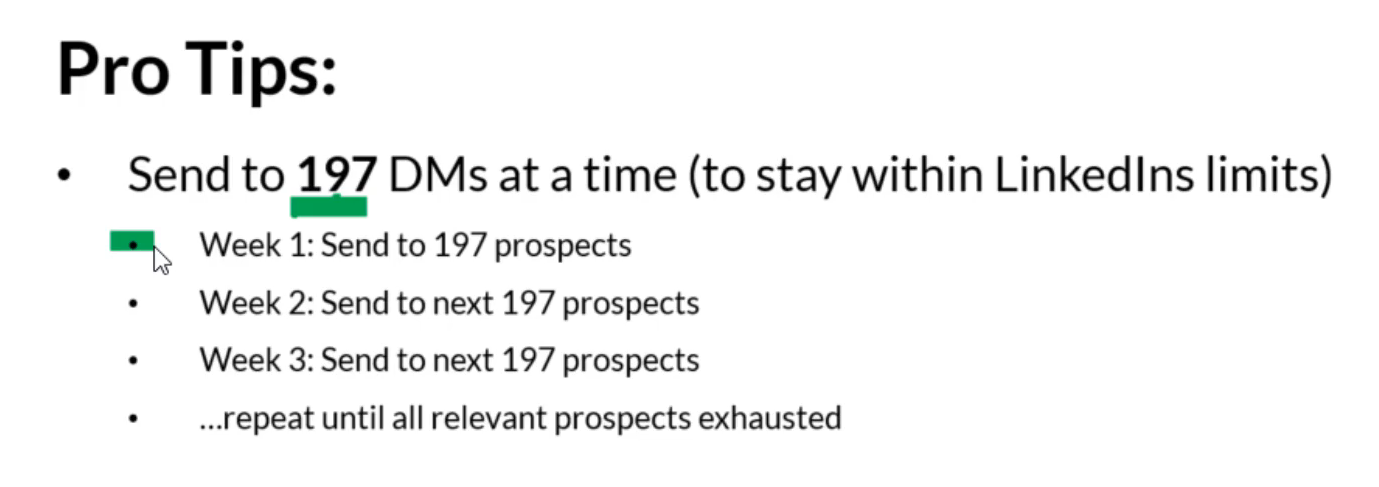 Pro Tips:
• Send to 197 DMs at a time (to stay within LinkedIns limits)
• Week 1: Send to 197 prospects
• Week 2: Send to next 197 prospects
• Week 3: Send to next 197 prospects
• ...repeat until all relevant prospects exhausted